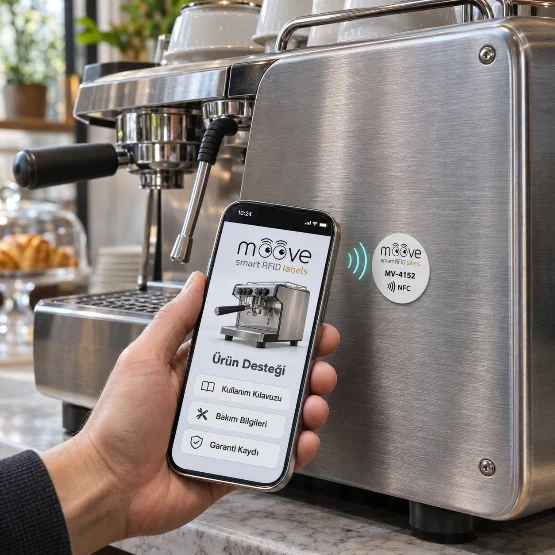 10:24
moove
smart RFID labels
Ürün Desteği
Kullanım Kılavuzu
Bakım Bilgileri
Garanti Kaydı
moove
smart RFID labels
MV-4152
NFC